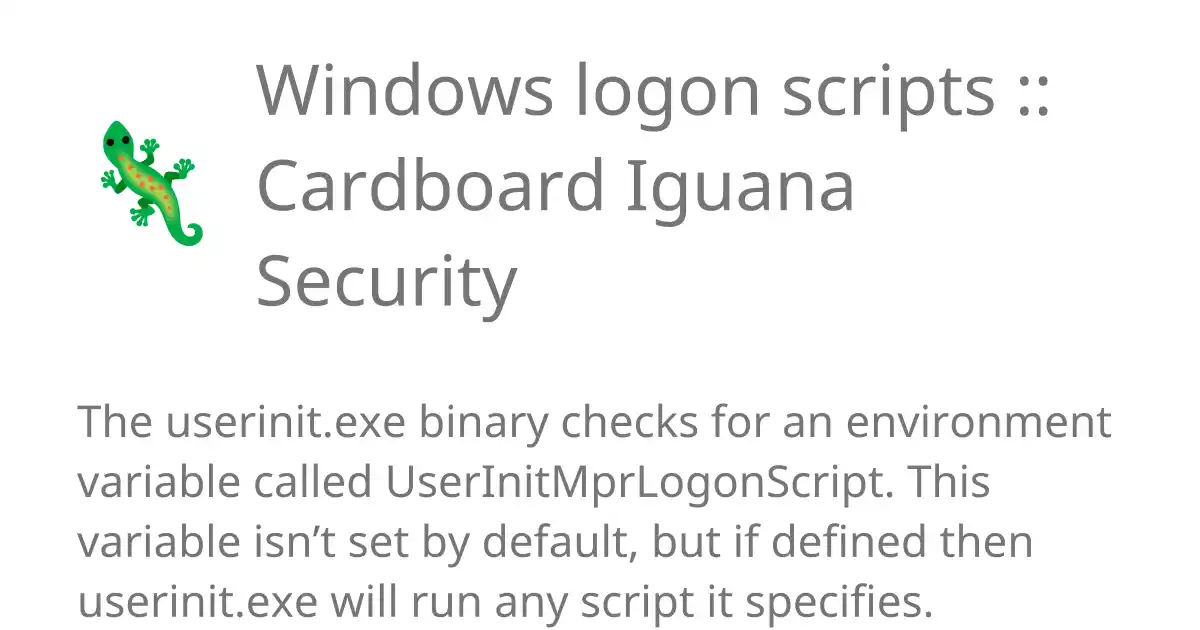 Windows logon scripts ::
Cardboard Iguana
Security
The userinit.exe binary checks for an environment
variable called UserInitMprLogonScript. This
variable isn’t set by default, but if defined then
userinit.exe will run any script it specifies.